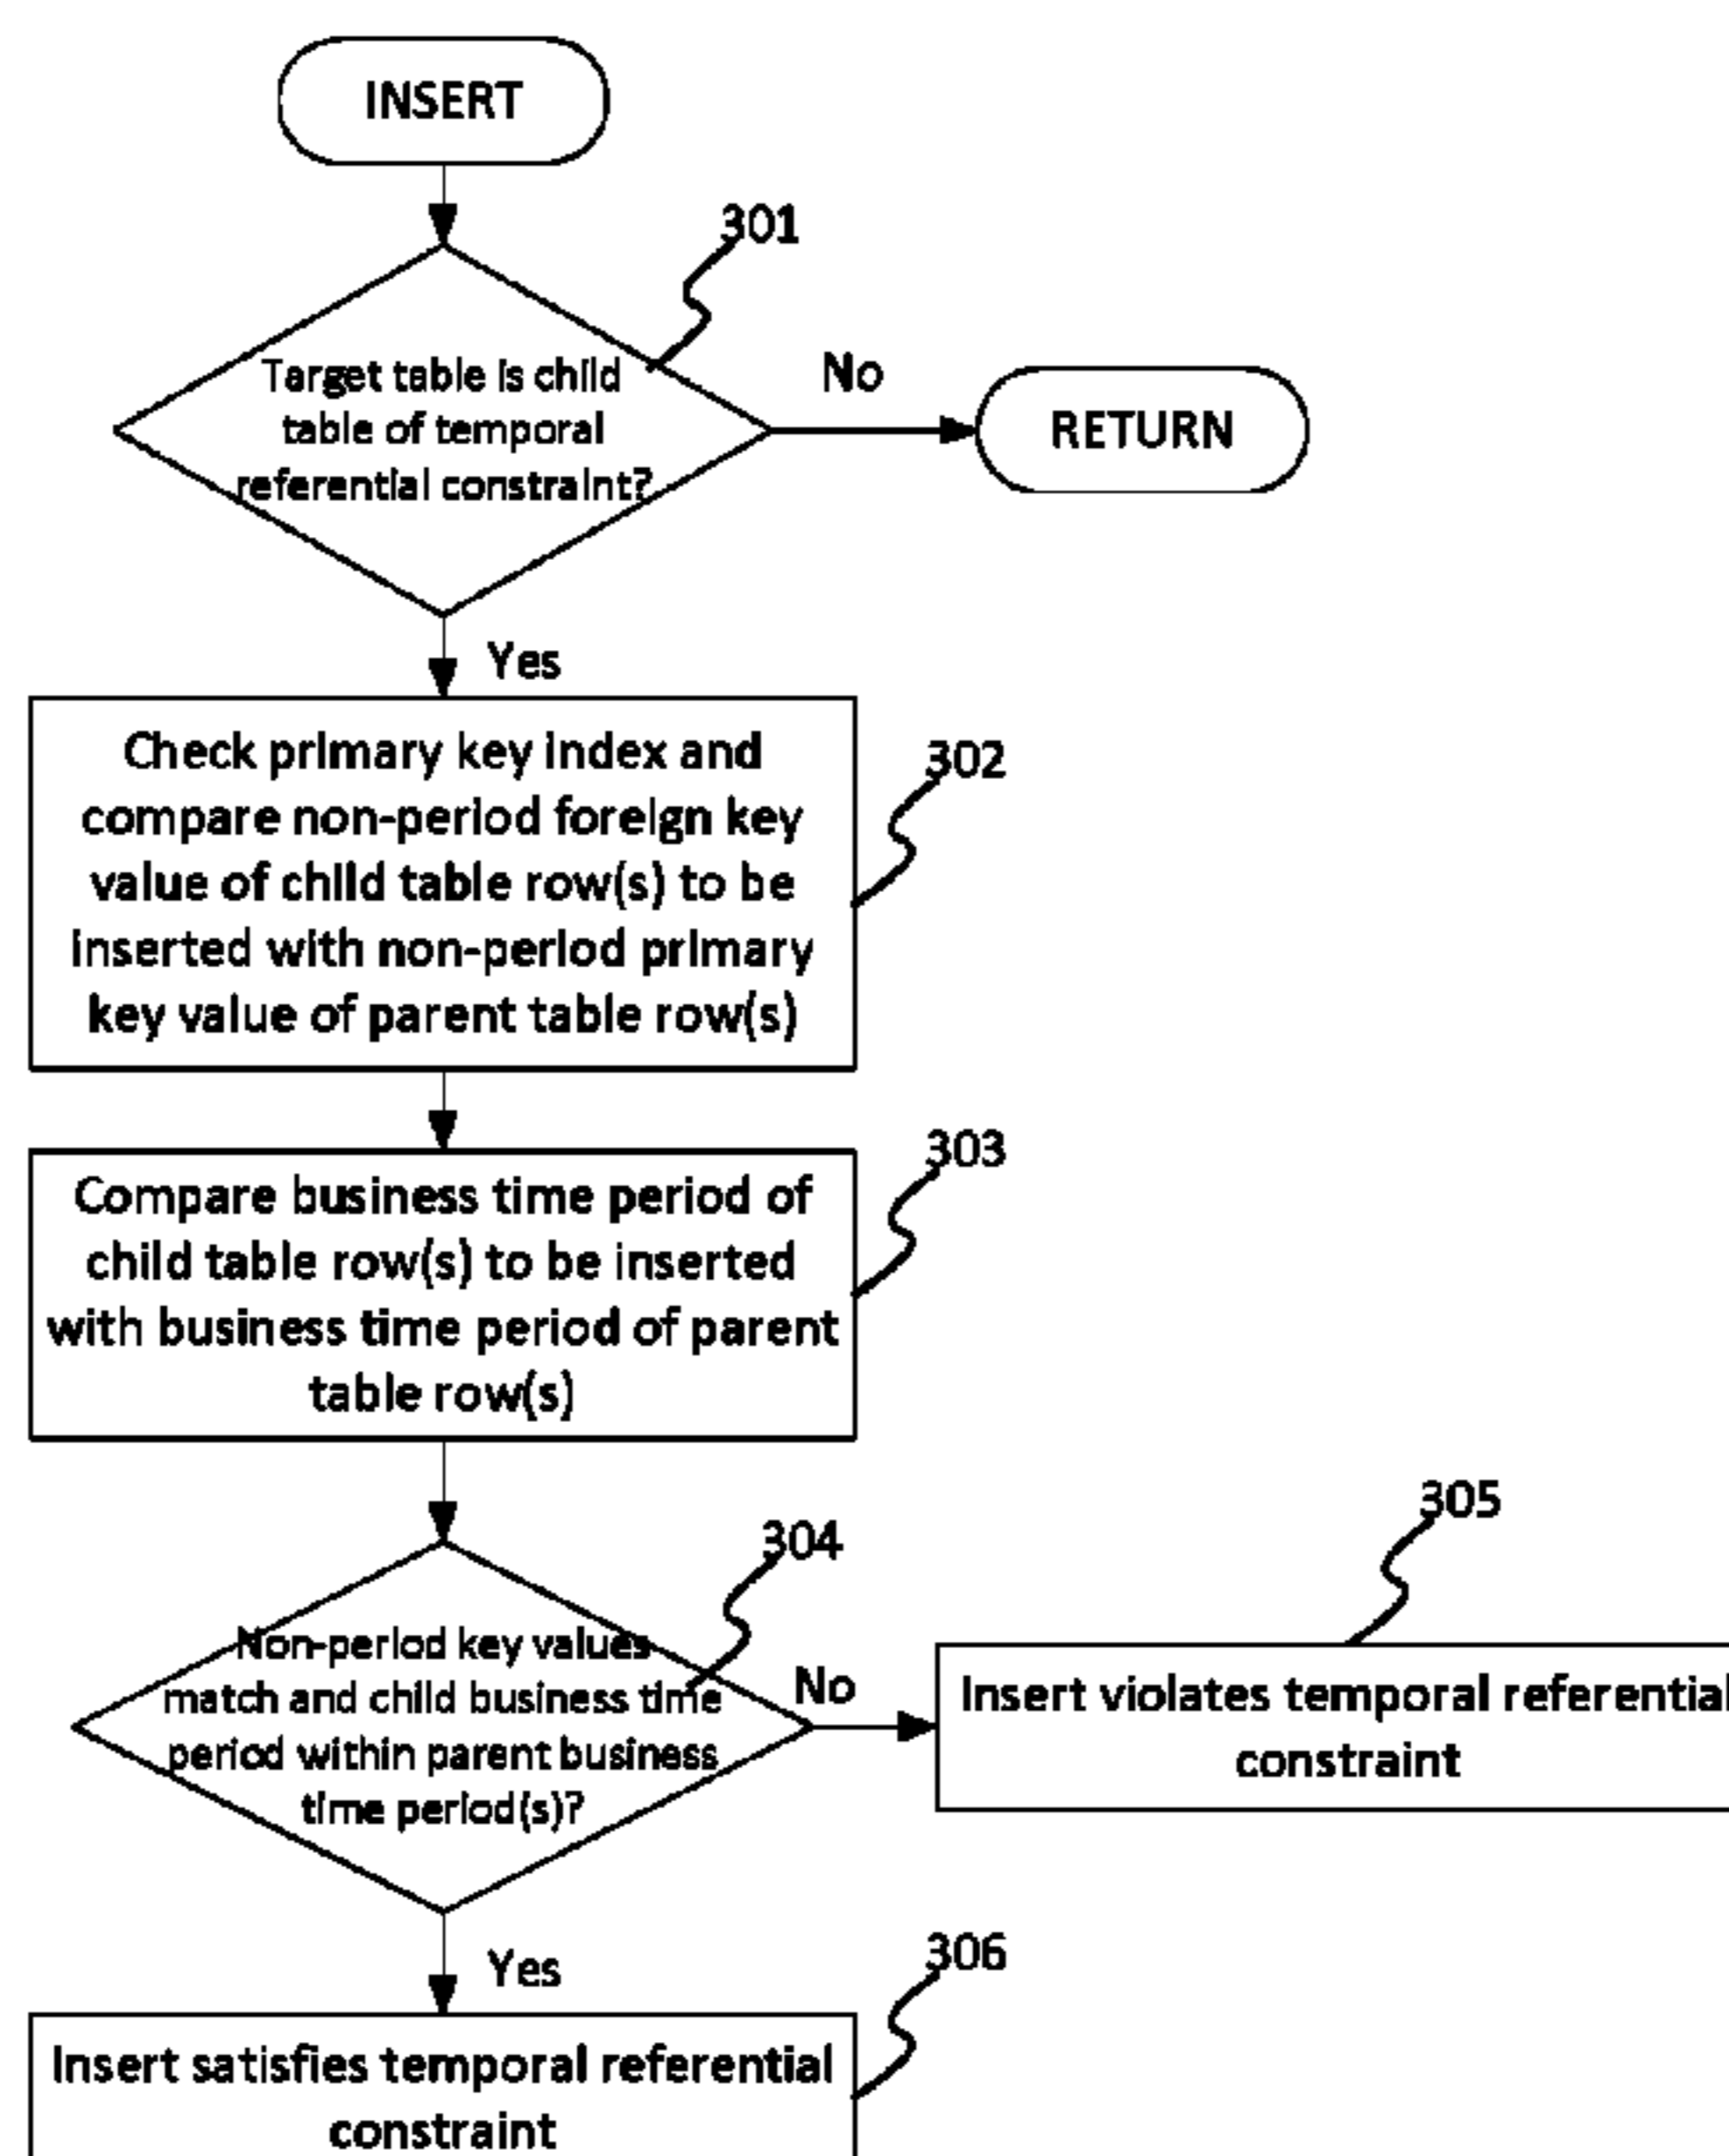 INSERT
301
Target table is child
table of temporal
referential constraint?
No
RETURN
Yes
Check primary key index and
compare non-period foreign key
value of child table row(s) to be
inserted with non-period primary
key value of parent table row(s)
302
Compare business time period of
child table row(s) to be inserted
with business time period of parent
table row(s)
303
304
Non-period key values
match and child business time
period within parent business
time period(s)?
No
305
Insert violates temporal referential
constraint
Yes
306
Insert satisfies temporal referential
constraint